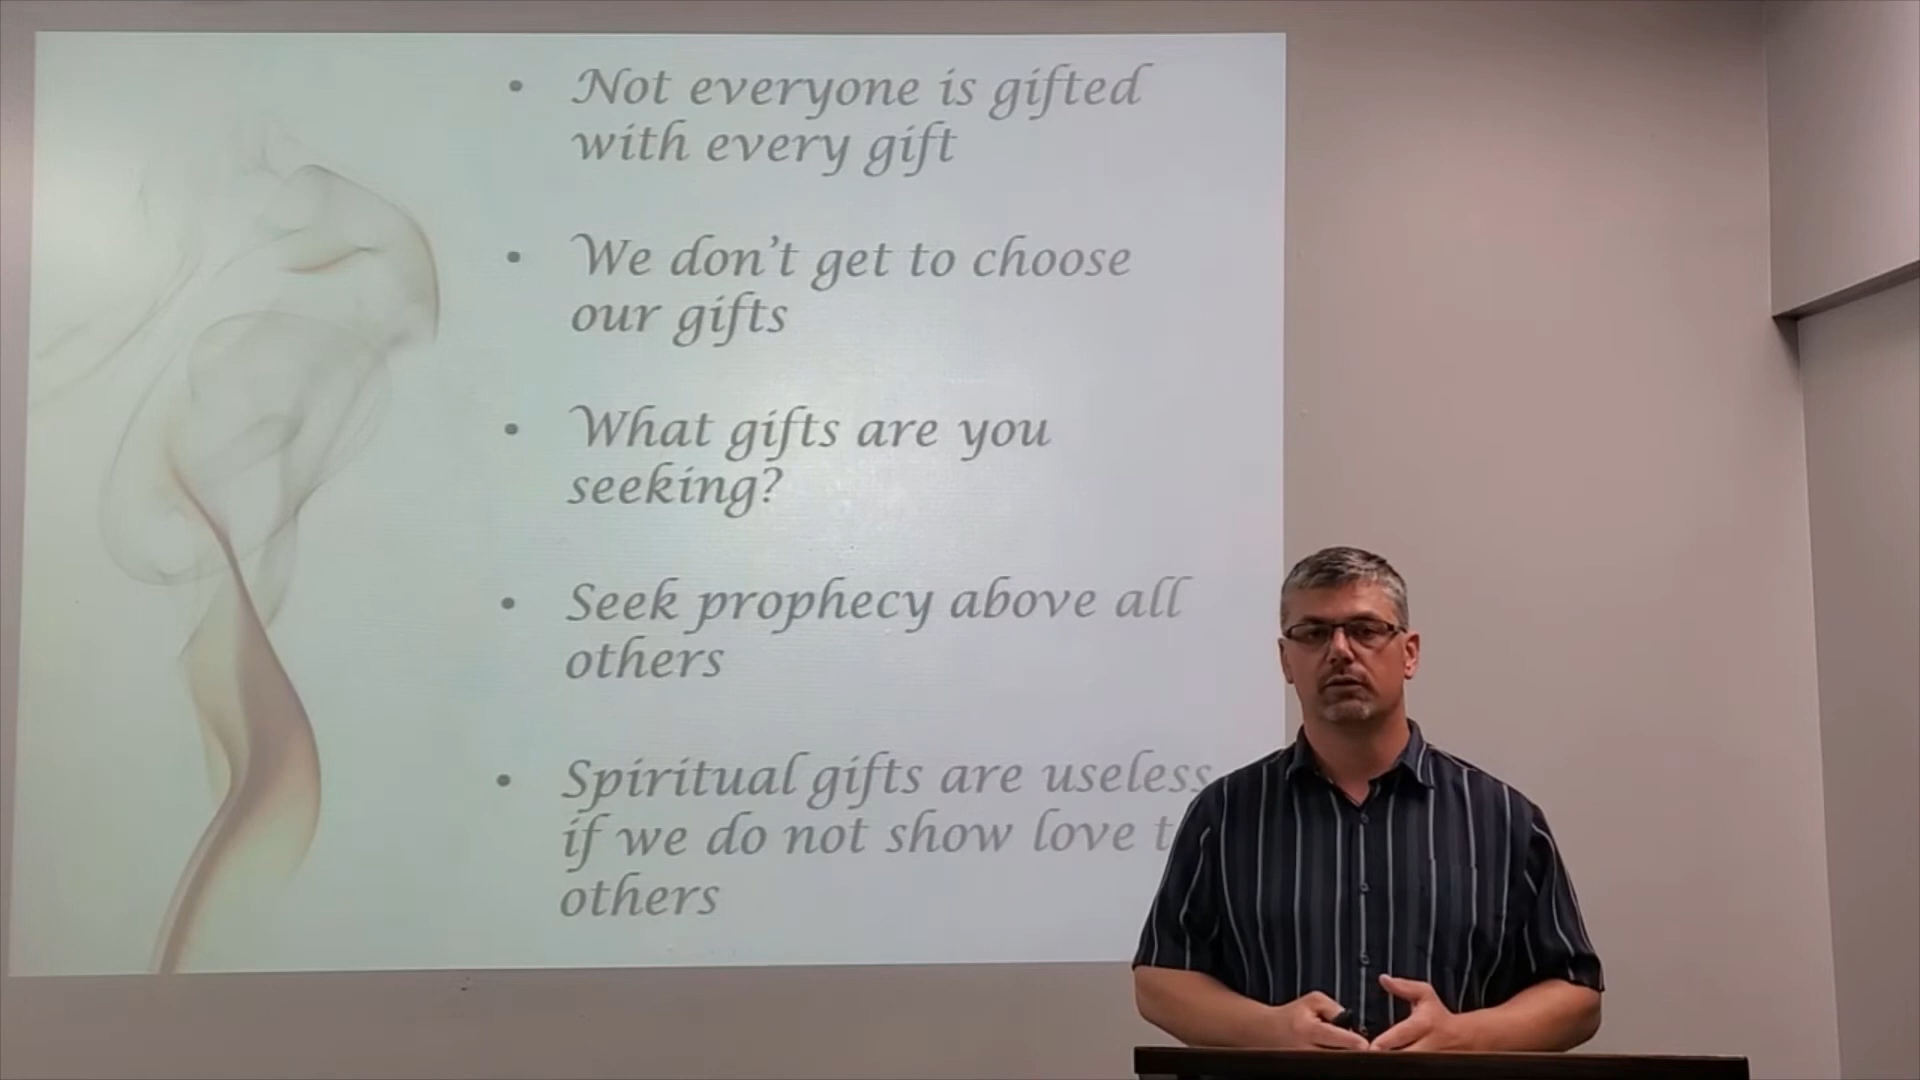 • Not everyone is gifted
with every gift
• We don't get to choose
our gifts
• What gifts are you
seeking?
• Seek prophecy above all
others
• Spiritual gifts are useless
if we do not show love
others